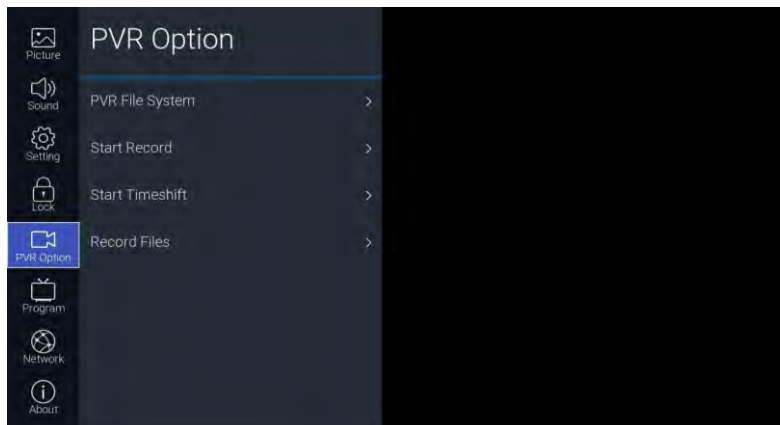 Picture
Sound
Setting
Lock
PVR Option
Program
Network
About
PVR Option
PVR File System
Start Record
Start Timeshift
Record Files